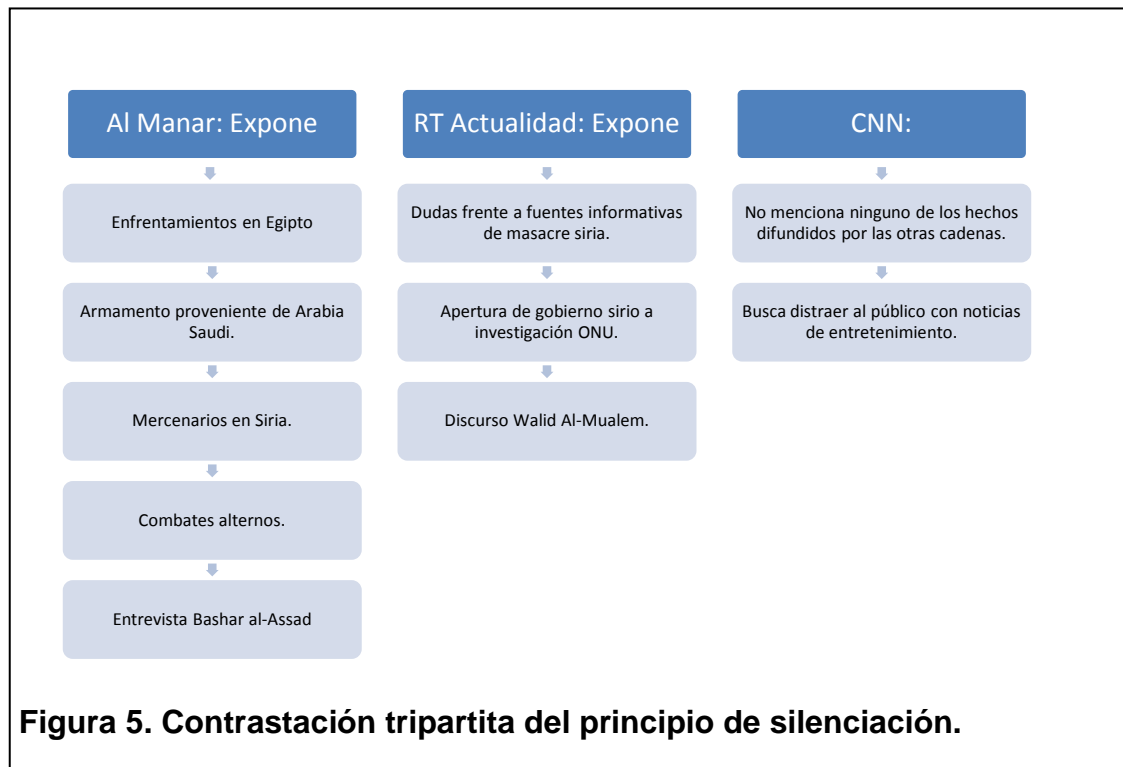 Al Manar: Expone
Enfrentamientos en Egipto
Armamento proveniente de Arabia
Saudi.
Mercenarios en Siria.
Combates alternos.
Entrevista Bashar al-Assad
RT Actualidad: Expone
Dudas frente a fuentes informativas
de masacre siria.
Apertura de gobierno sirio a
investigación ONU.
Discurso Walid Al-Mualem.
CNN:
No menciona ninguno de los hechos
difundidos por las otras cadenas.
Busca distraer al público con noticias
de entretenimiento.
Figura 5. Contrastación tripartita del principio de silenciación.